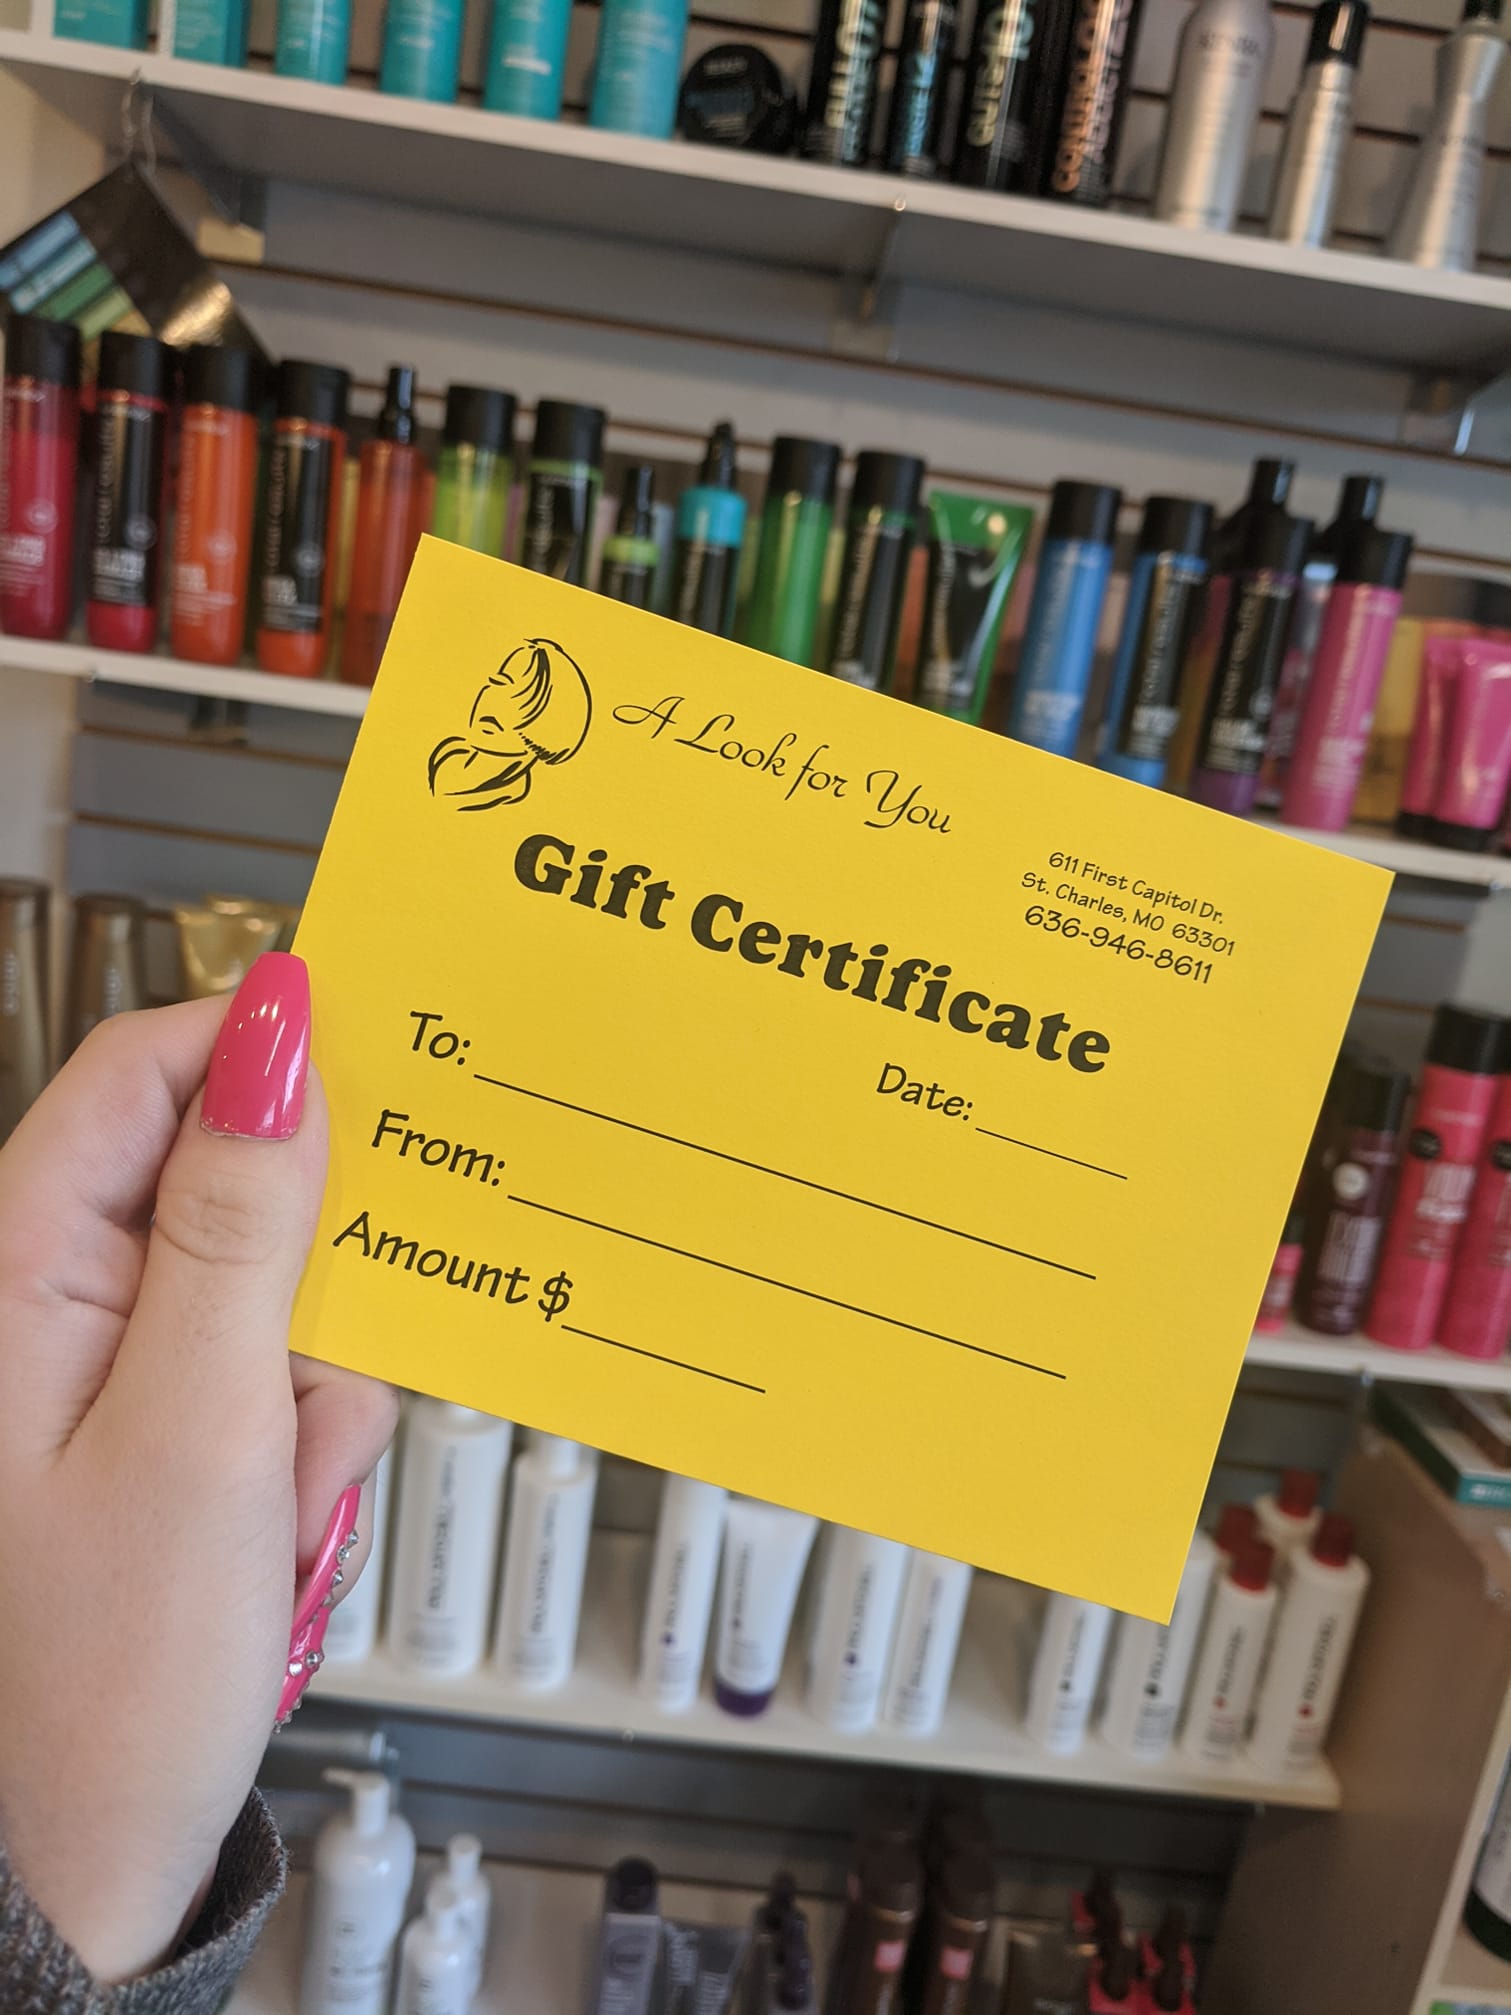 A Look for You
611 First Capitol Dr.
St. Charles, MO 63301
636-946-8611
Gift Certificate
Date:
To:
From:
Amount $